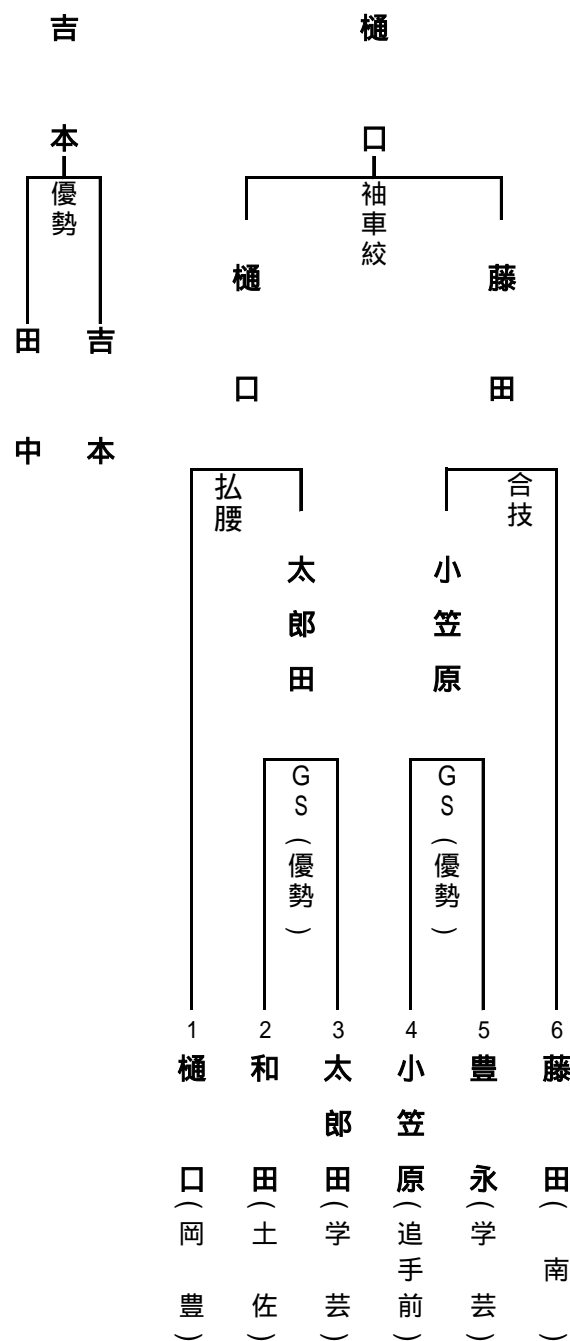 吉本
優勢
田中
吉本
樋口
袖車絞
樋口
藤田
払腰
合技
太郎田
小笠原
GS(優勢)
GS(優勢)
1 樋口(岡豊)
2 和田(土佐)
3 太郎田(学芸)
4 小笠原(追手前)
5 豊永(学芸)
6 藤田(南)